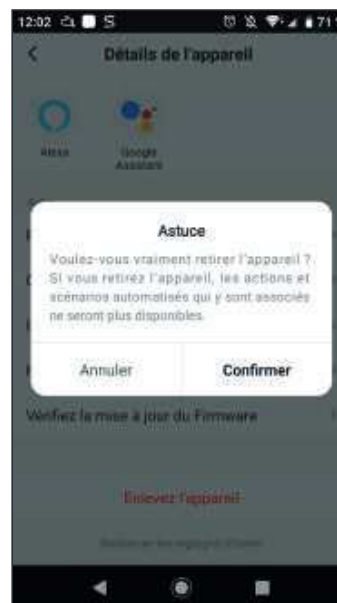 12:02
71
Détails de l'appareil
Alexa
Google
Assistant
Astuce
Voulez-vous vraiment retirer l'appareil ?
Si vous retirez l'appareil, les actions et
scénarios automatisés qui y sont associés
ne seront plus disponibles.
Annuler
Confirmer
Vérifiez la mise à jour du Firmware
Enlevez l'appareil